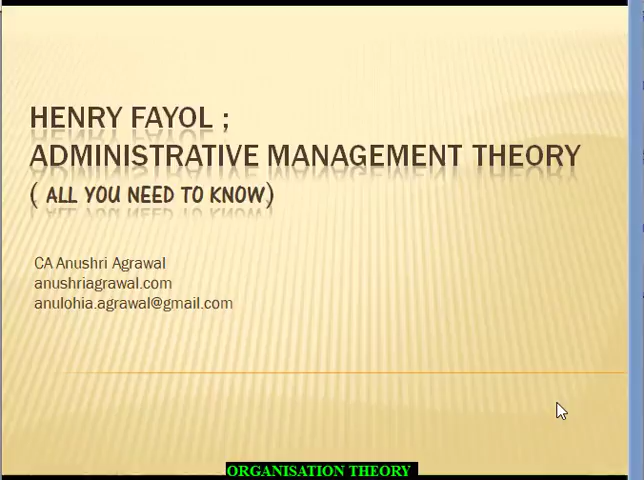 HENRY FAYOL ;
ADMINISTRATIVE MANAGEMENT THEORY
( ALL YOU NEED TO KNOW)
CA Anushri Agrawal
anushriagrawal.com
anulohia.agrawal@gmail.com
ORGANISATION THEORY